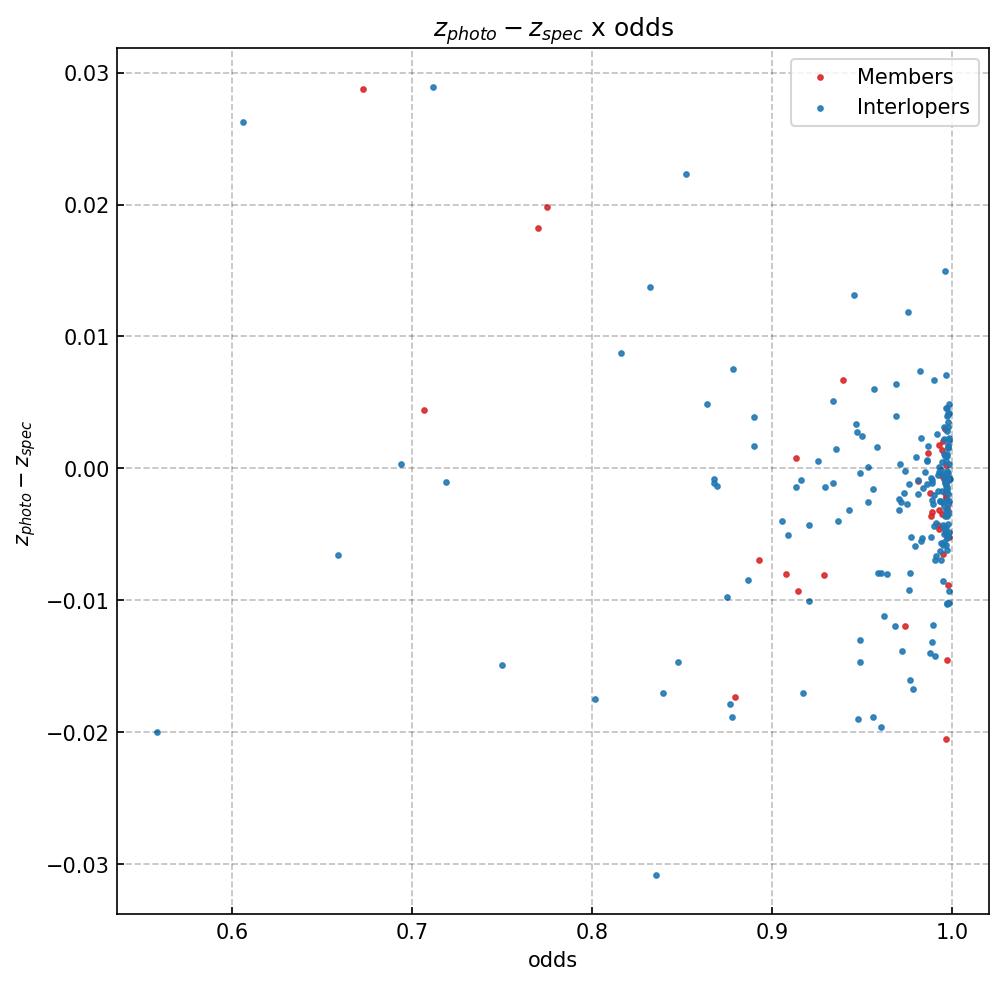 z_photo − z_spec x odds
Members
Interlopers
0.03
0.02
0.01
0.00
−0.01
−0.02
−0.03
z_photo − z_spec
0.6
0.7
0.8
0.9
1.0
odds